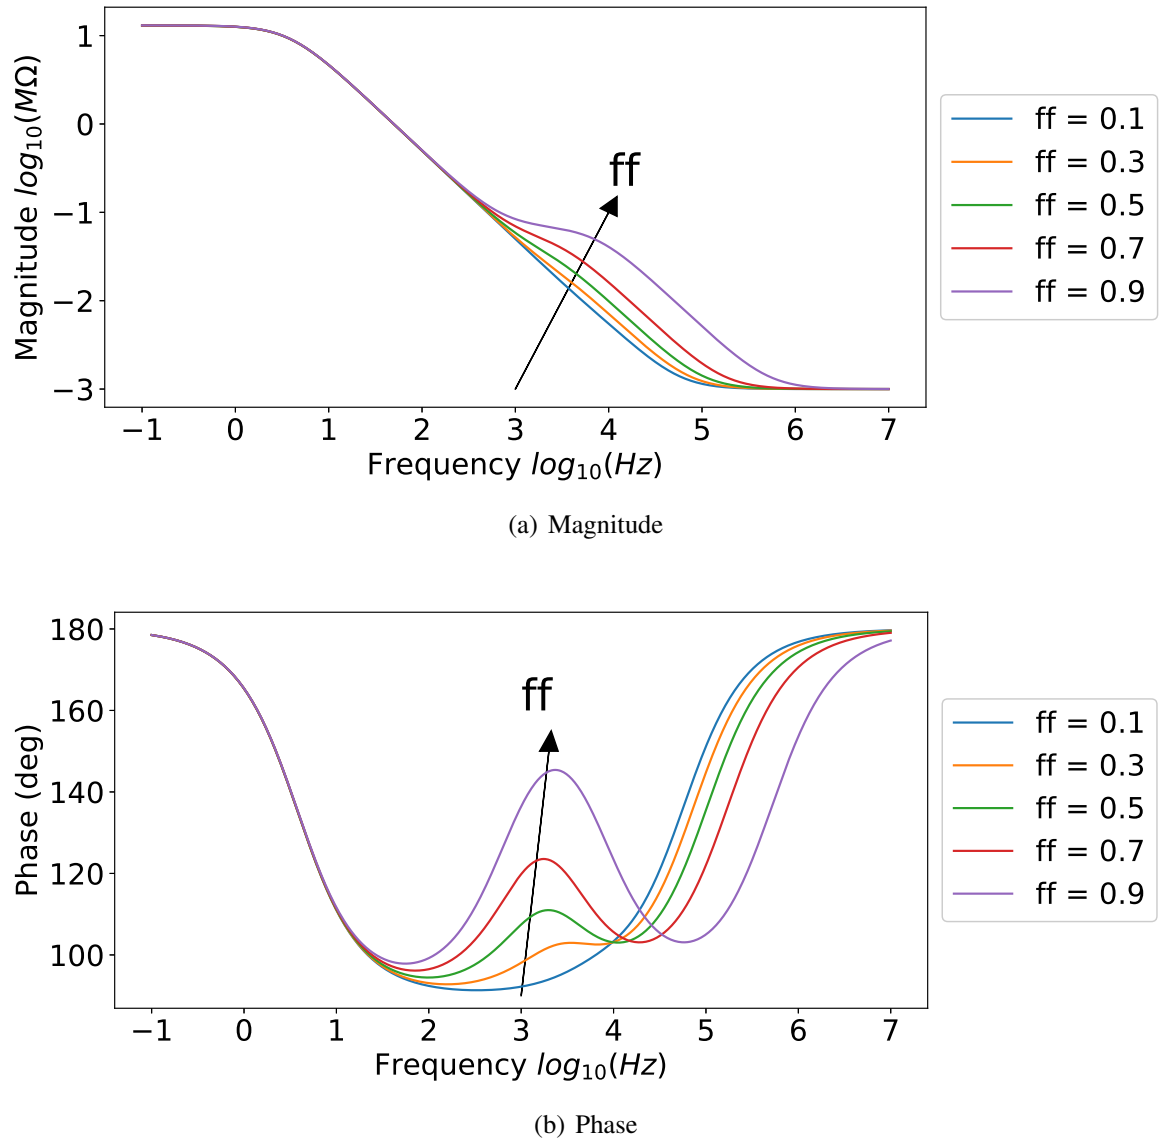 1
0
−1
−2
−3
Magnitude log10(MΩ)
ff
−1 0 1 2 3 4 5 6 7
Frequency log10(Hz)
ff = 0.1
ff = 0.3
ff = 0.5
ff = 0.7
ff = 0.9
(a) Magnitude
180
160
140
120
100
Phase (deg)
ff
−1 0 1 2 3 4 5 6 7
Frequency log10(Hz)
ff = 0.1
ff = 0.3
ff = 0.5
ff = 0.7
ff = 0.9
(b) Phase